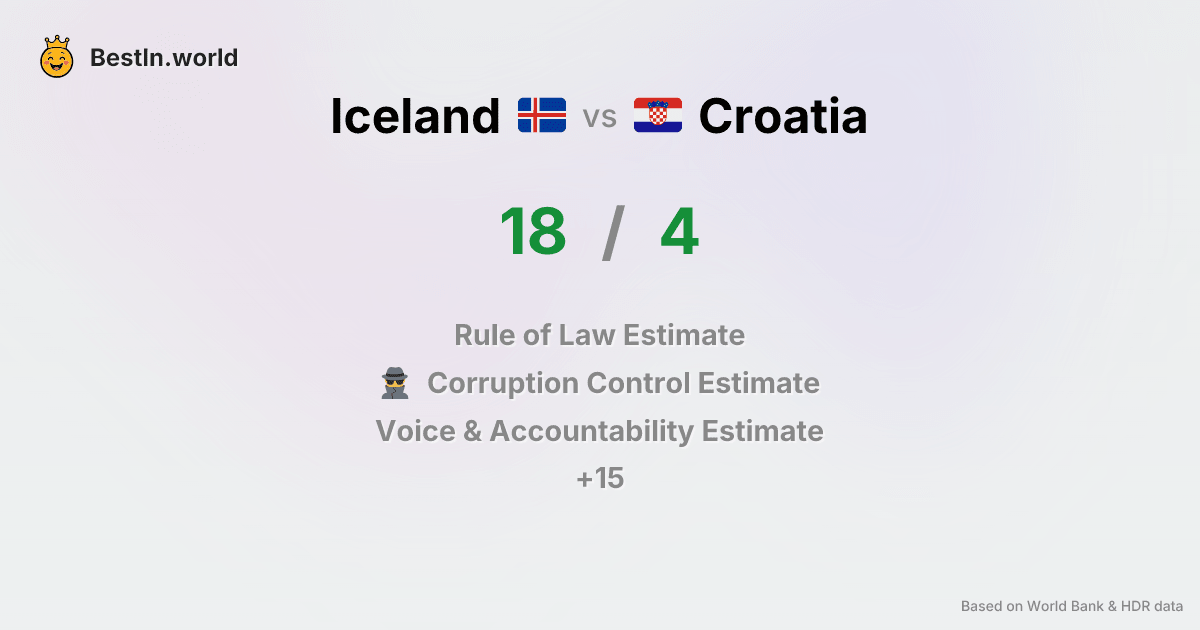 BestIn.world
Iceland vs Croatia
18 / 4
Rule of Law Estimate
Corruption Control Estimate
Voice & Accountability Estimate
+15
Based on World Bank & HDR data